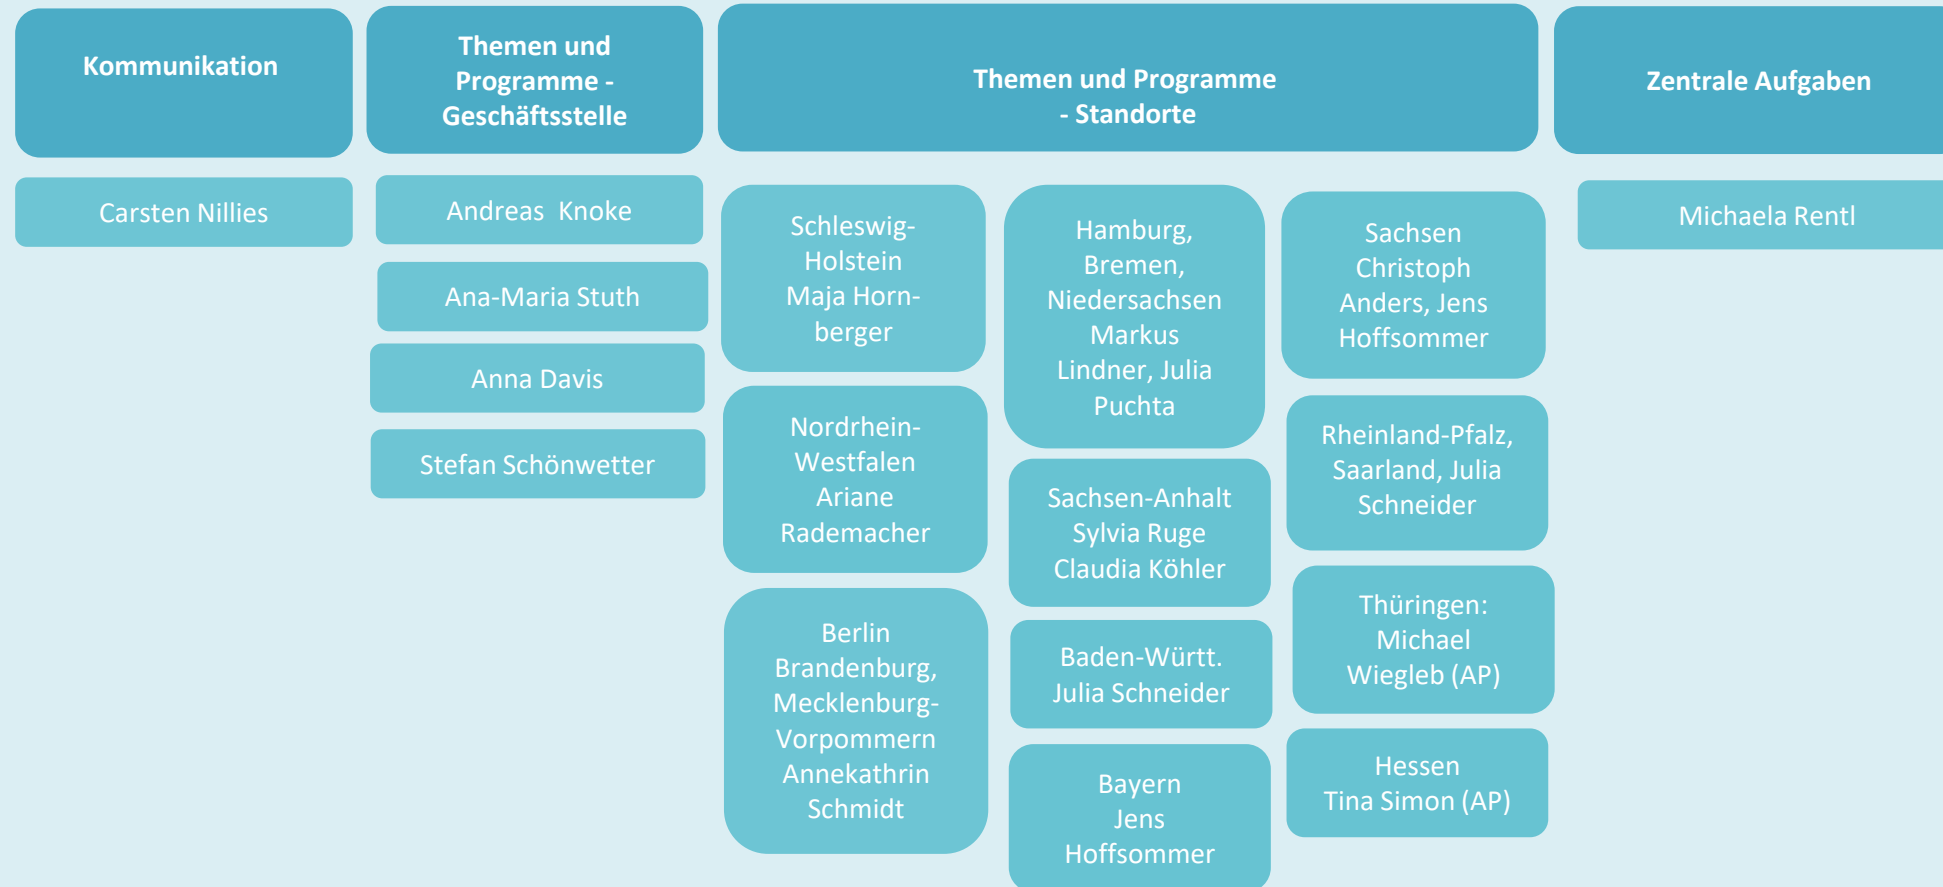 Kommunikation
Themen und
Programme -
Geschäftsstelle
Themen und Programme
- Standorte
Zentrale Aufgaben
Carsten Nillies
Andreas  Knoke
Ana-Maria Stuth
Anna Davis
Stefan Schönwetter
Schleswig-
Holstein
Maja Horn-
berger
Nordrhein-
Westfalen
Ariane
Rademacher
Berlin
Brandenburg,
Mecklenburg-
Vorpommern
Annekathrin
Schmidt
Hamburg,
Bremen,
Niedersachsen
Markus
Lindner, Julia
Puchta
Sachsen-Anhalt
Sylvia Ruge
Claudia Köhler
Baden-Württ.
Julia Schneider
Bayern
Jens
Hoffsommer
Sachsen
Christoph
Anders, Jens
Hoffsommer
Rheinland-Pfalz,
Saarland, Julia
Schneider
Thüringen:
Michael
Wiegleb (AP)
Hessen
Tina Simon (AP)
Michaela Rentl